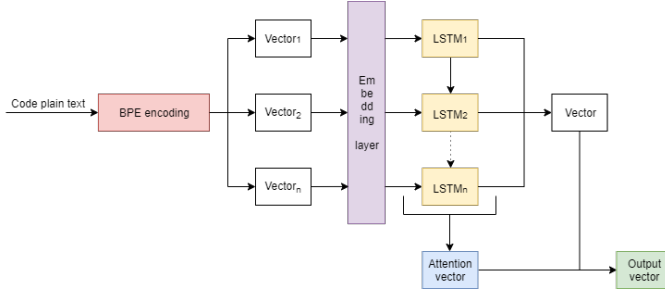 Code plain text
BPE encoding
Vector1
Vector2
Vectorn
Em
be
dd
ing
layer
LSTM1
LSTM2
LSTMn
Vector
Attention
vector
Output
vector